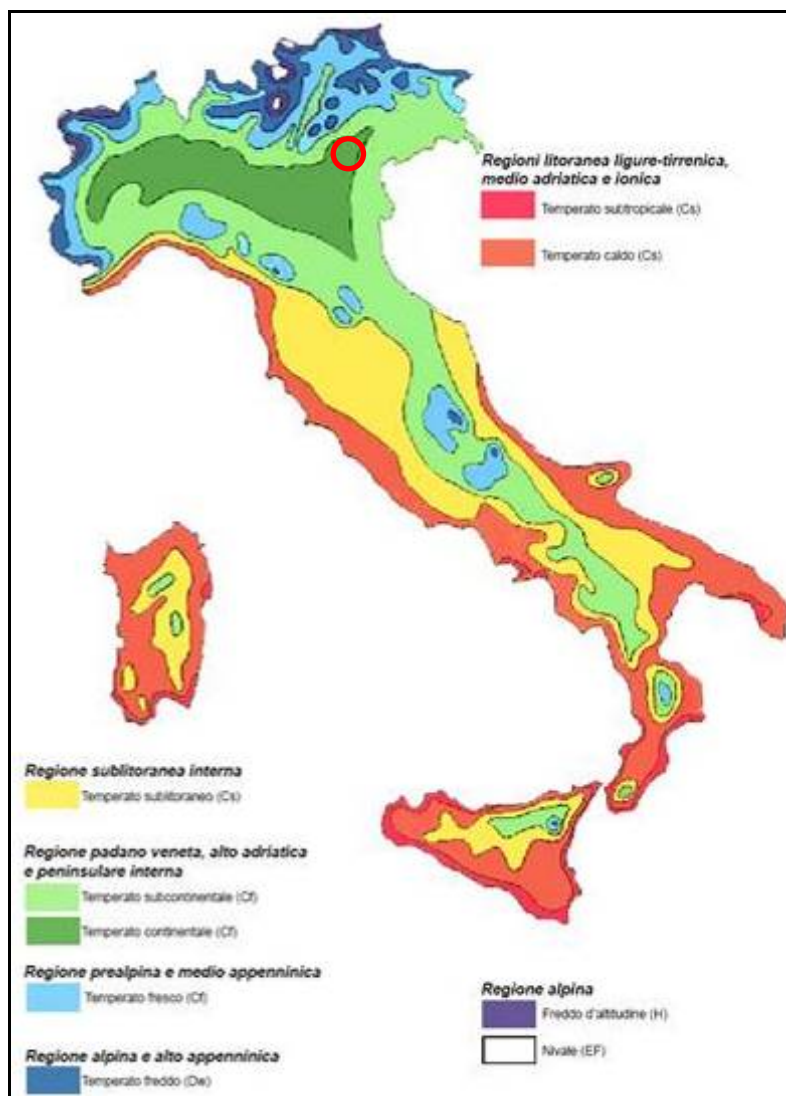 Regioni litoranea ligure-tirrenica,
medio adriatica e ionica
Temperato subtropicale (Cs)
Temperato caldo (Cs)
Regione sublitoranea interna
Temperato sublitoraneo (Cs)
Regione padano veneta, alto adriatica
e peninsulare interna
Temperato subcontinentale (Cf)
Temperato continentale (Cf)
Regione prealpina e medio appenninica
Temperato fresco (Cf)
Regione alpina e alto appenninica
Temperato freddo (Dw)
Regione alpina
Freddo d'altitudine (H)
Nivale (EF)